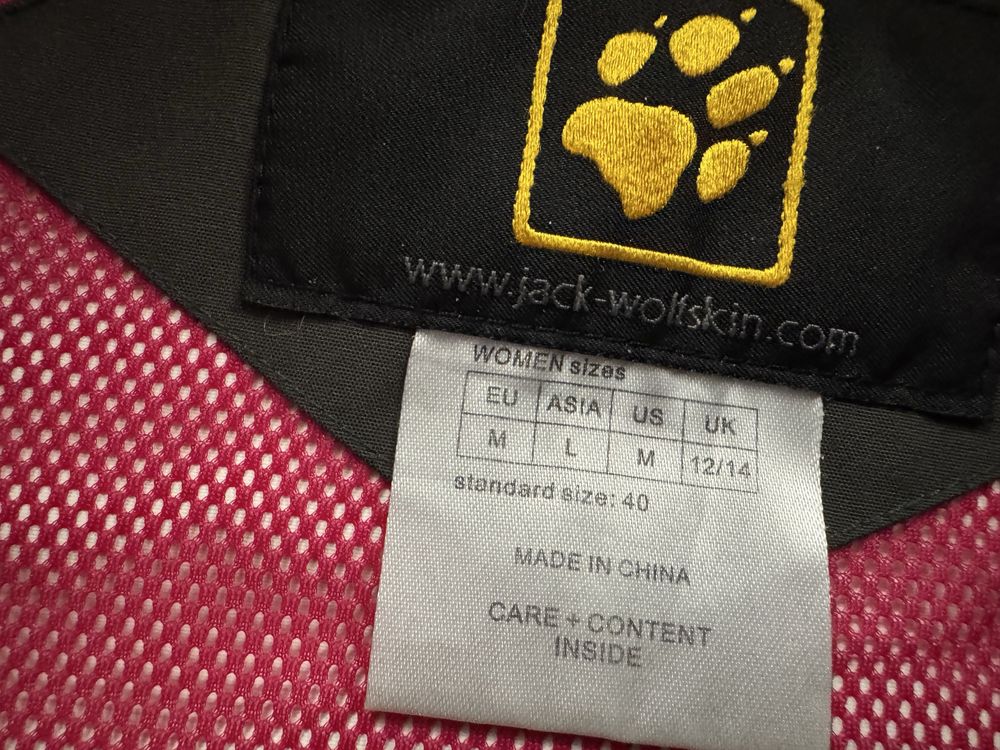 www.jack-wolfskin.com
WOMEN sizes
EU ASIA US UK
M L M 12/14
standard size: 40
MADE IN CHINA
CARE + CONTENT
INSIDE